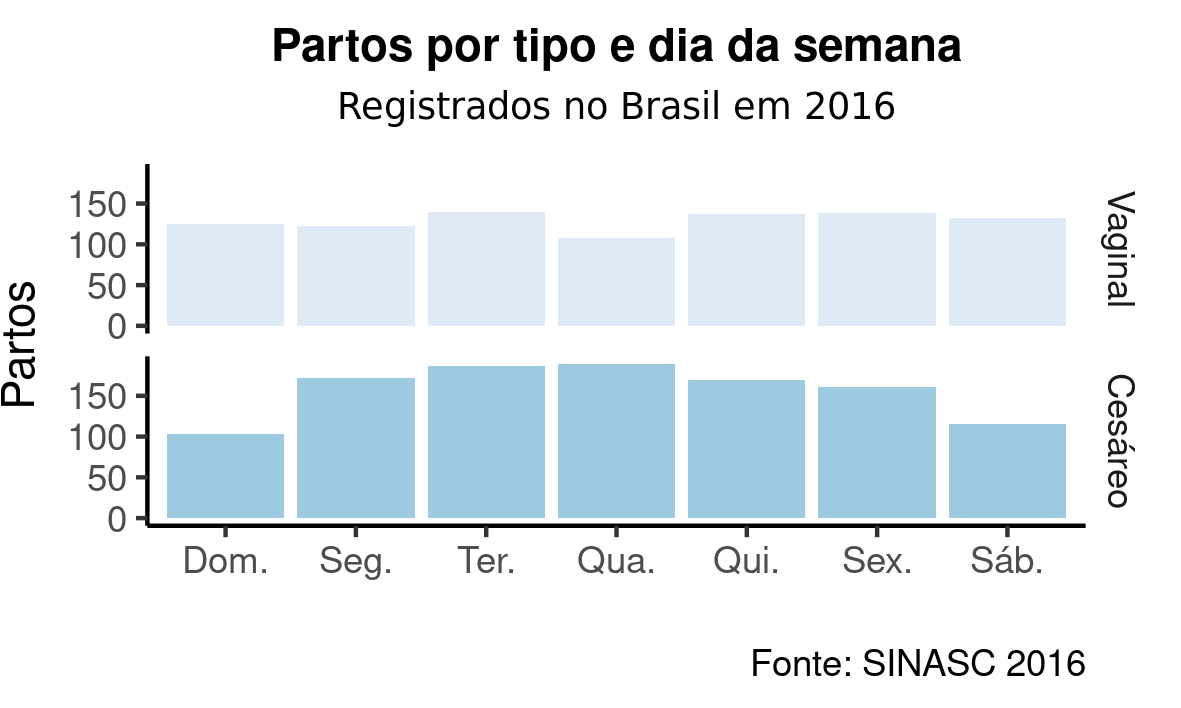 Partos por tipo e dia da semana
Registrados no Brasil em 2016
Partos
150
100
50
0
Vaginal
150
100
50
0
Cesáreo
Dom. Seg. Ter. Qua. Qui. Sex. Sáb.
Fonte: SINASC 2016